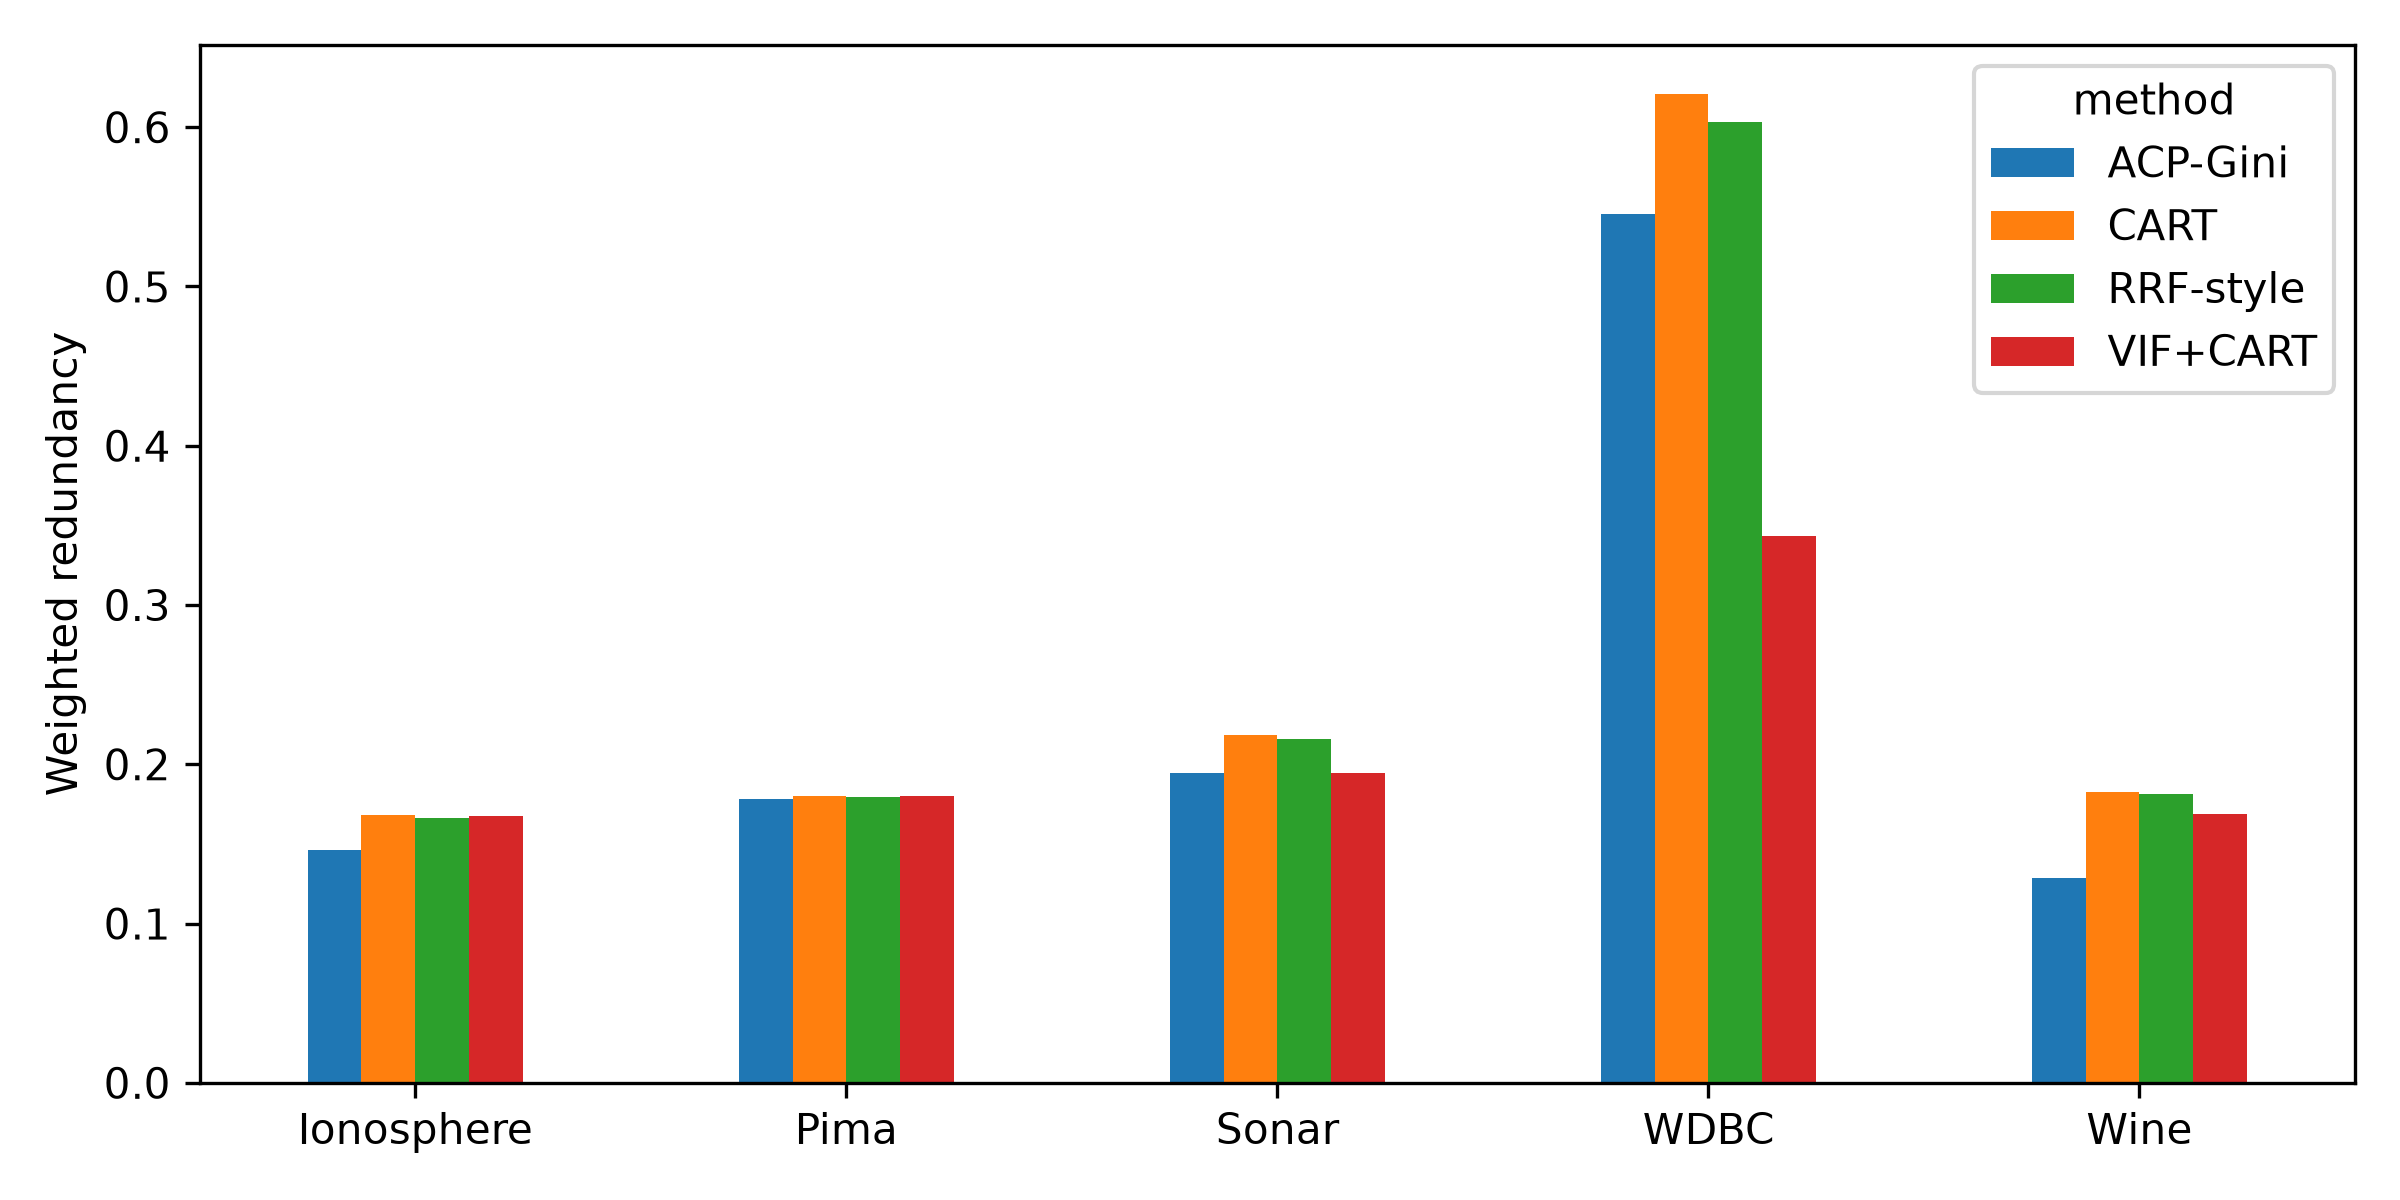 method
ACP-Gini
CART
RRF-style
VIF+CART
Weighted redundancy
0.6
0.5
0.4
0.3
0.2
0.1
0.0
Ionosphere
Pima
Sonar
WDBC
Wine